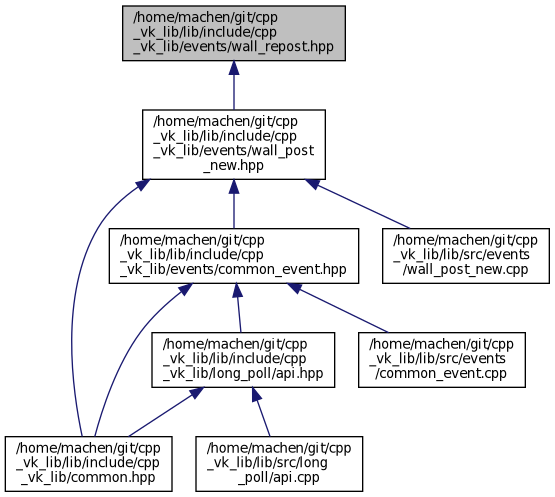 /home/machen/git/cpp
_vk_lib/lib/include/cpp
_vk_lib/events/wall_repost.hpp
/home/machen/git/cpp
_vk_lib/lib/include/cpp
_vk_lib/events/wall_post
_new.hpp
/home/machen/git/cpp
_vk_lib/lib/include/cpp
_vk_lib/events/common_event.hpp
/home/machen/git/cpp
_vk_lib/lib/src/events
/wall_post_new.cpp
/home/machen/git/cpp
_vk_lib/lib/include/cpp
_vk_lib/long_poll/api.hpp
/home/machen/git/cpp
_vk_lib/lib/src/events
/common_event.cpp
/home/machen/git/cpp
_vk_lib/lib/include/cpp
_vk_lib/common.hpp
/home/machen/git/cpp
_vk_lib/lib/src/long
_poll/api.cpp